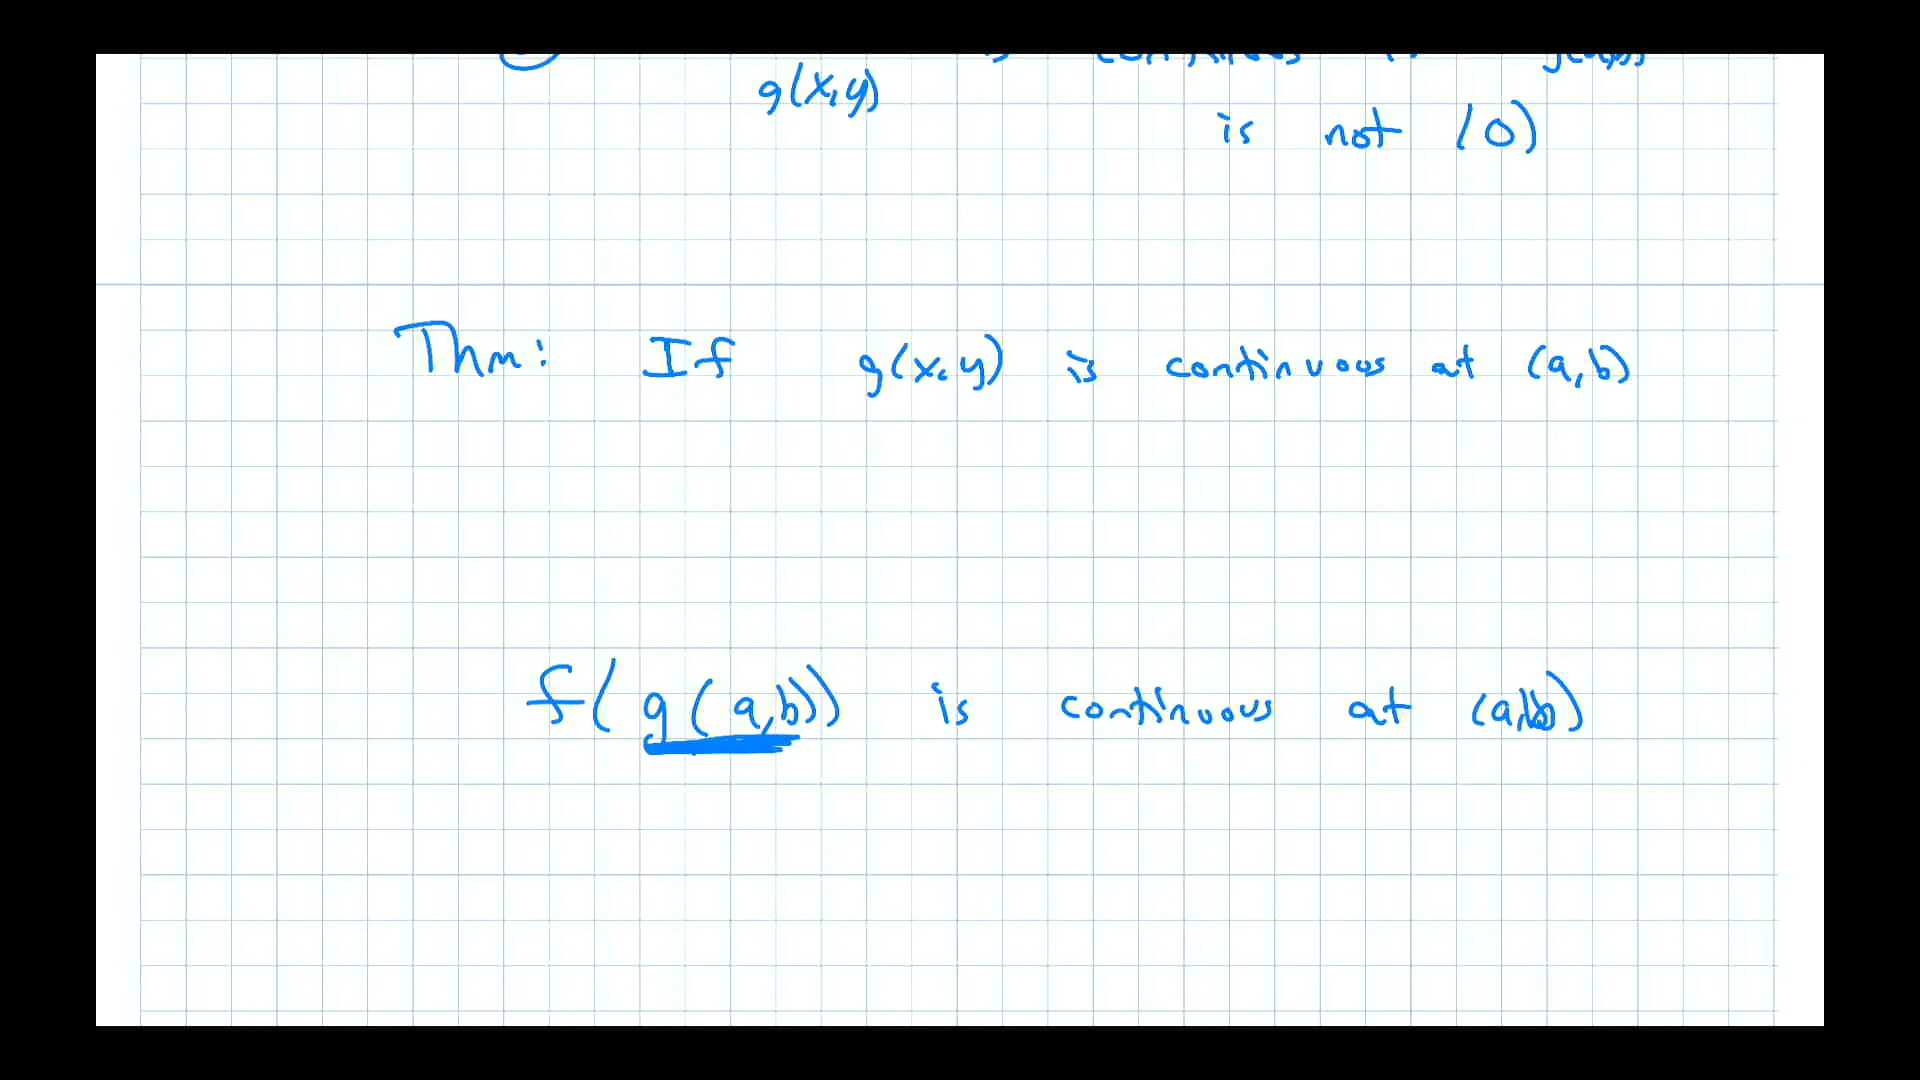 g(x,y)
is not (0)
Thm: If g(x,y) is continuous at (a,b)
f(g(a,b)) is continuous at (a,b)